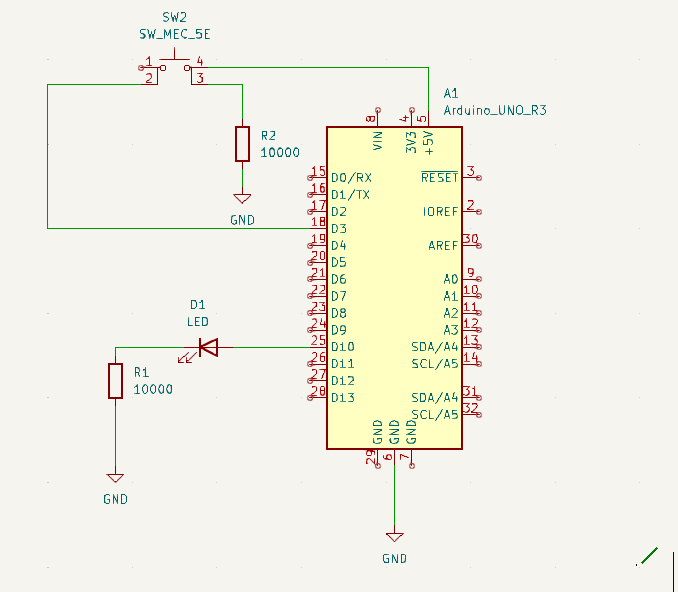 SW2
SW_MEC_5E
1 4
2 3
A1
Arduino_UNO_R3
R2
10000
GND
8 4 5
VIN 3V3 +5V
15 D0/RX RESET 3
16 D1/TX
17 D2 IOREF 2
18 D3
19 D4 AREF 30
20 D5
21 D6 A0 9
22 D7 A1 10
23 D8 A2 11
24 D9 A3 12
25 D10 SDA/A4 13
26 D11 SCL/A5 14
27 D12
28 D13 SDA/A4 31
SCL/A5 32
GND GND GND
29 6 7
GND
D1
LED
R1
10000
GND